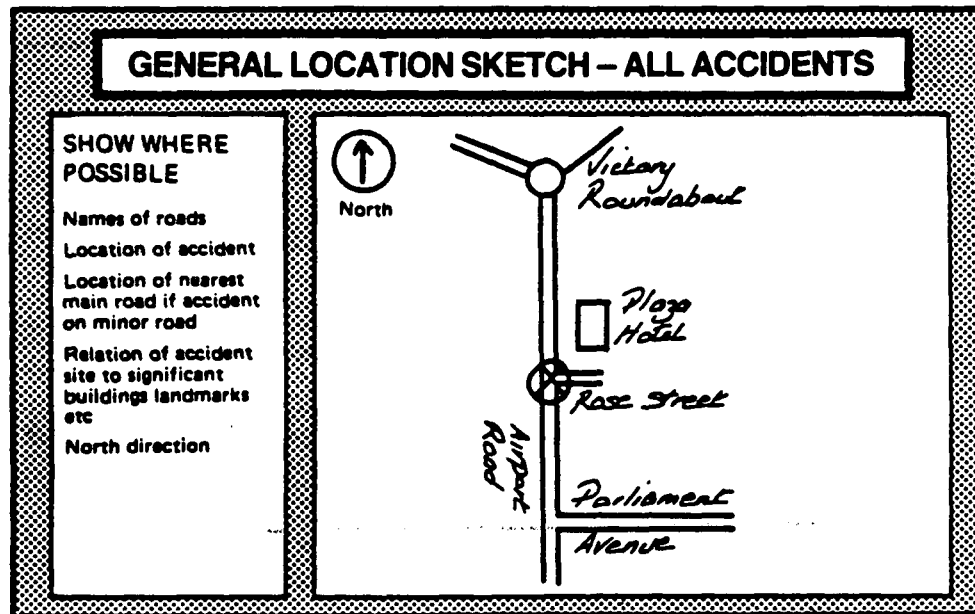 GENERAL LOCATION SKETCH – ALL ACCIDENTS
SHOW WHERE
POSSIBLE
Names of roads
Location of accident
Location of nearest
main road if accident
on minor road
Relation of accident
site to significant
buildings landmarks
etc
North direction
North
Victory
Roundabout
Plaza
Hotel
Rose Street
Airport
Road
Parliament
Avenue